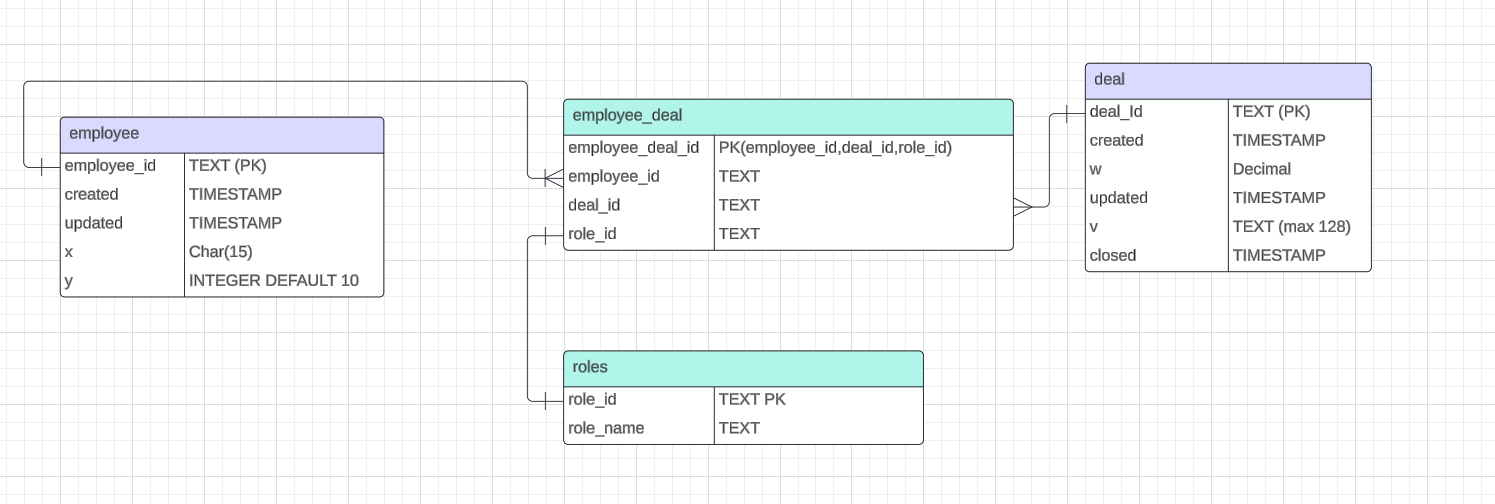 employee
employee_id TEXT (PK)
created TIMESTAMP
updated TIMESTAMP
x Char(15)
y INTEGER DEFAULT 10
employee_deal
employee_deal_id PK(employee_id,deal_id,role_id)
employee_id TEXT
deal_id TEXT
role_id TEXT
deal
deal_Id TEXT (PK)
created TIMESTAMP
w Decimal
updated TIMESTAMP
v TEXT (max 128)
closed TIMESTAMP
roles
role_id TEXT PK
role_name TEXT